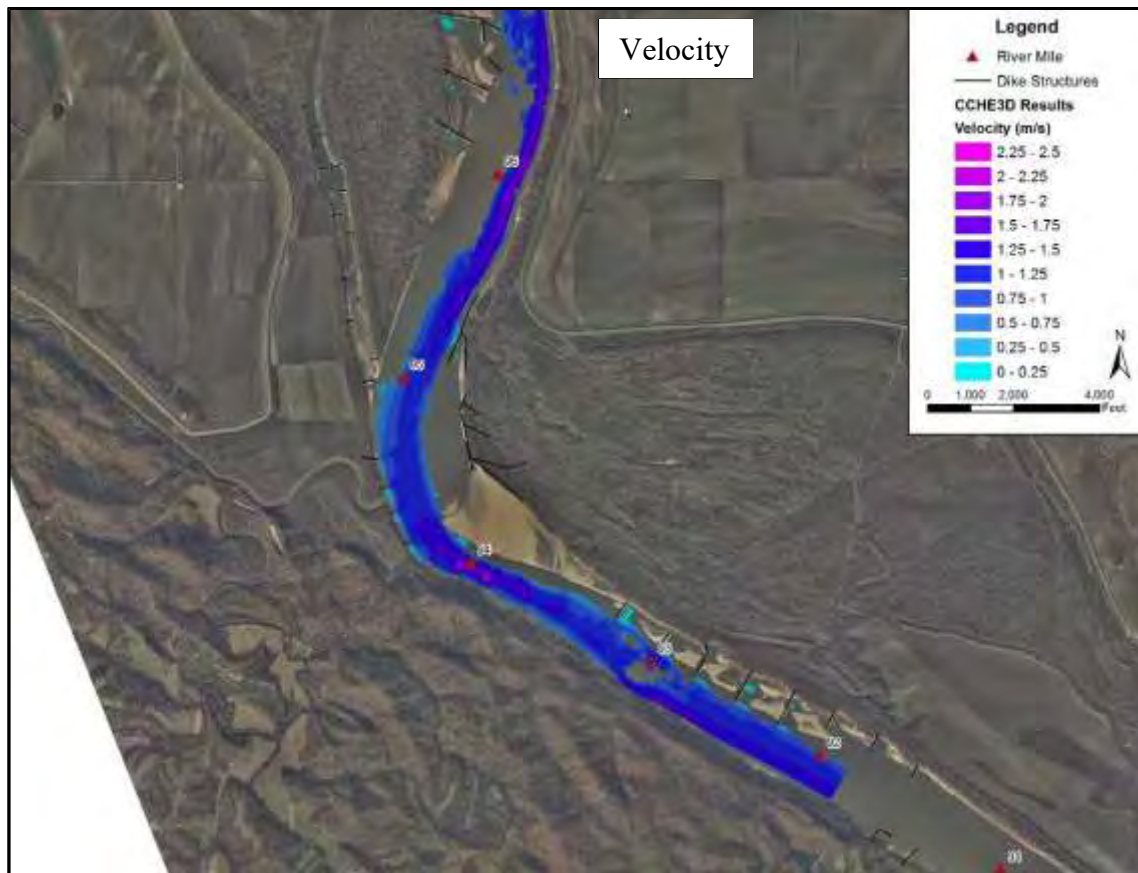 Velocity
Legend
River Mile
Dike Structures
CCHE3D Results
Velocity (m/s)
2.25 - 2.5
2 - 2.25
1.75 - 2
1.5 - 1.75
1.25 - 1.5
1 - 1.25
0.75 - 1
0.5 - 0.75
0.25 - 0.5
0 - 0.25
N
0 1,000 2,000 4,000
Feet